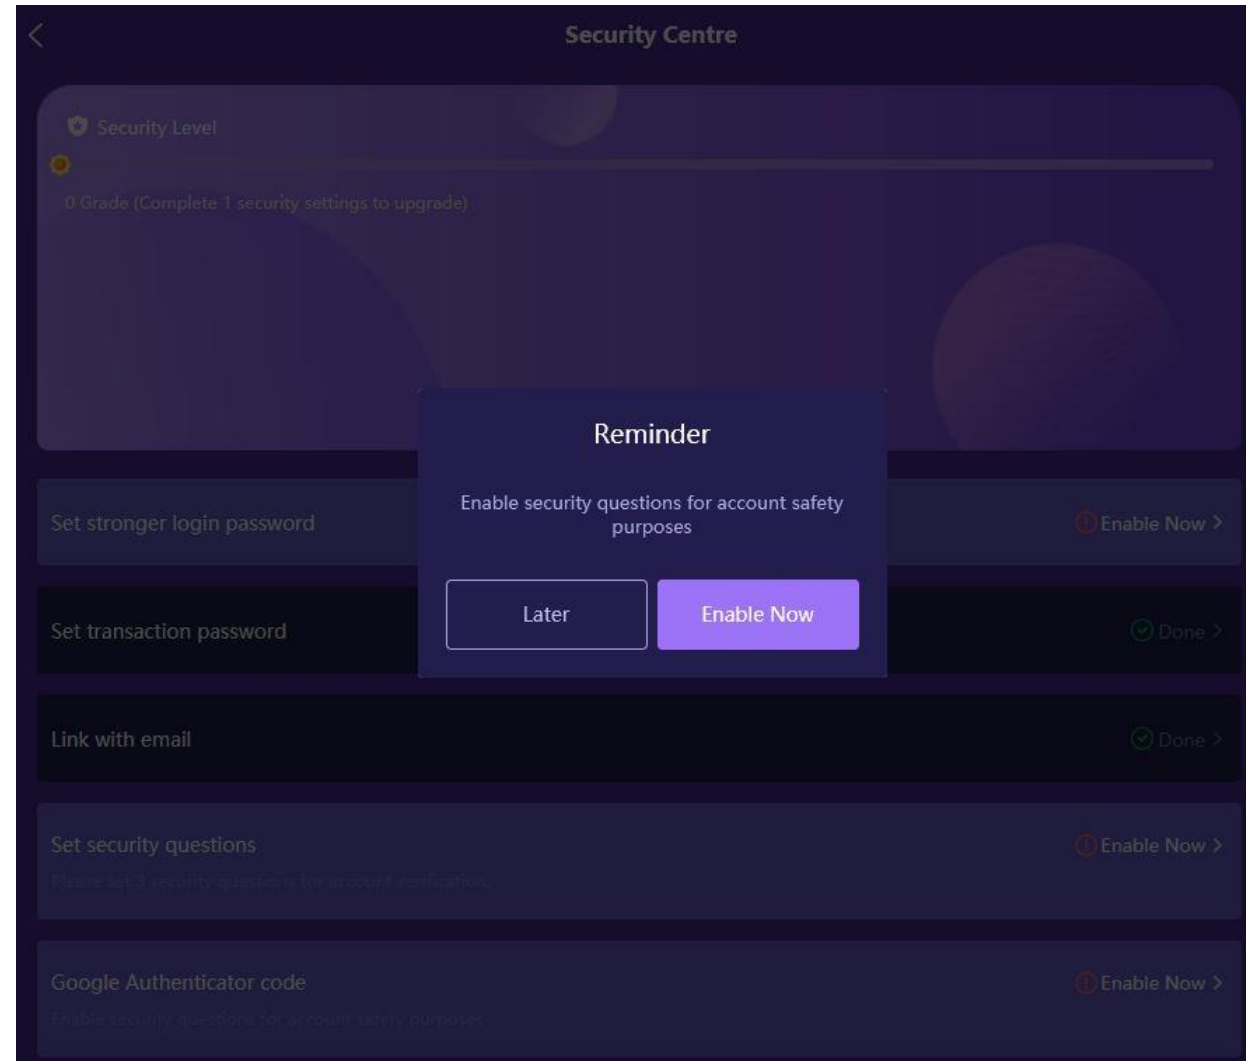 Security Centre
Security Level
0 Grade (Complete 1 security settings to upgrade)
Reminder
Enable security questions for account safety
purposes
Later
Enable Now
Set stronger login password
Enable Now
Set transaction password
Done
Link with email
Done
Set security questions
Enable Now
Please set 3 security questions for account verification.
Google Authenticator code
Enable Now
Enable security questions for account safety purposes